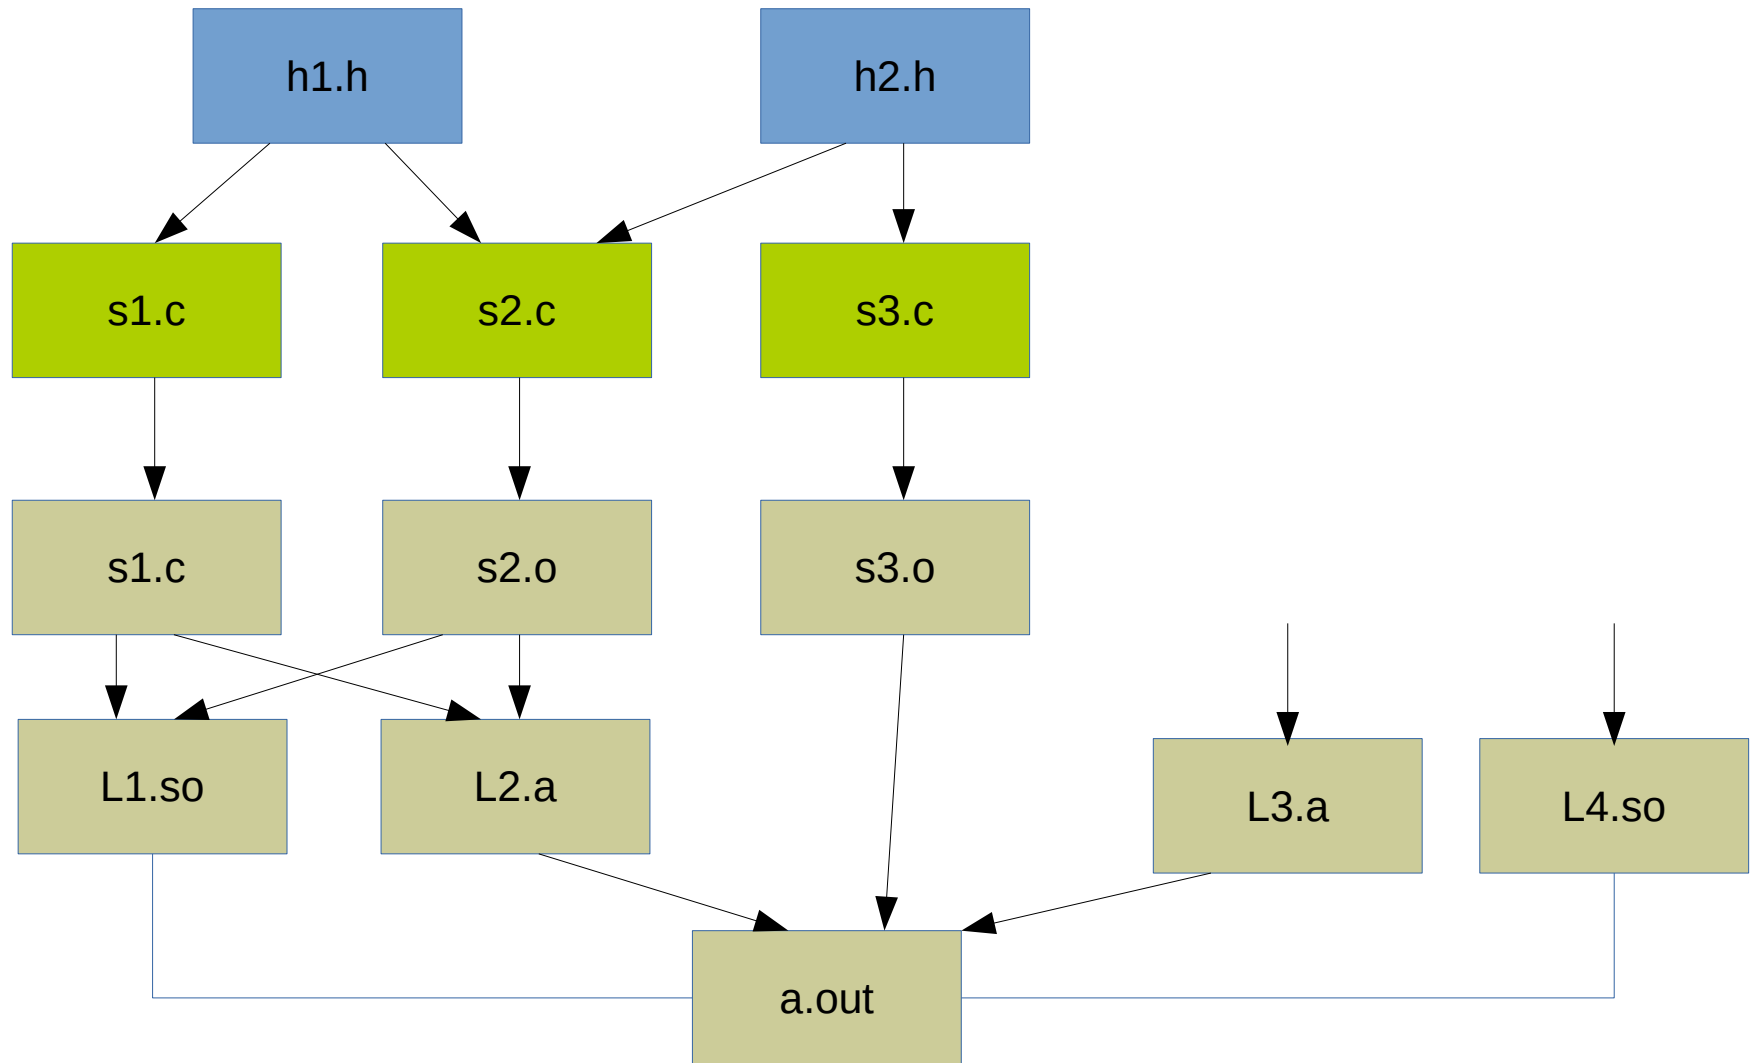 h1.h
h2.h
s1.c
s2.c
s3.c
s1.c
s2.o
s3.o
L1.so
L2.a
L3.a
L4.so
a.out